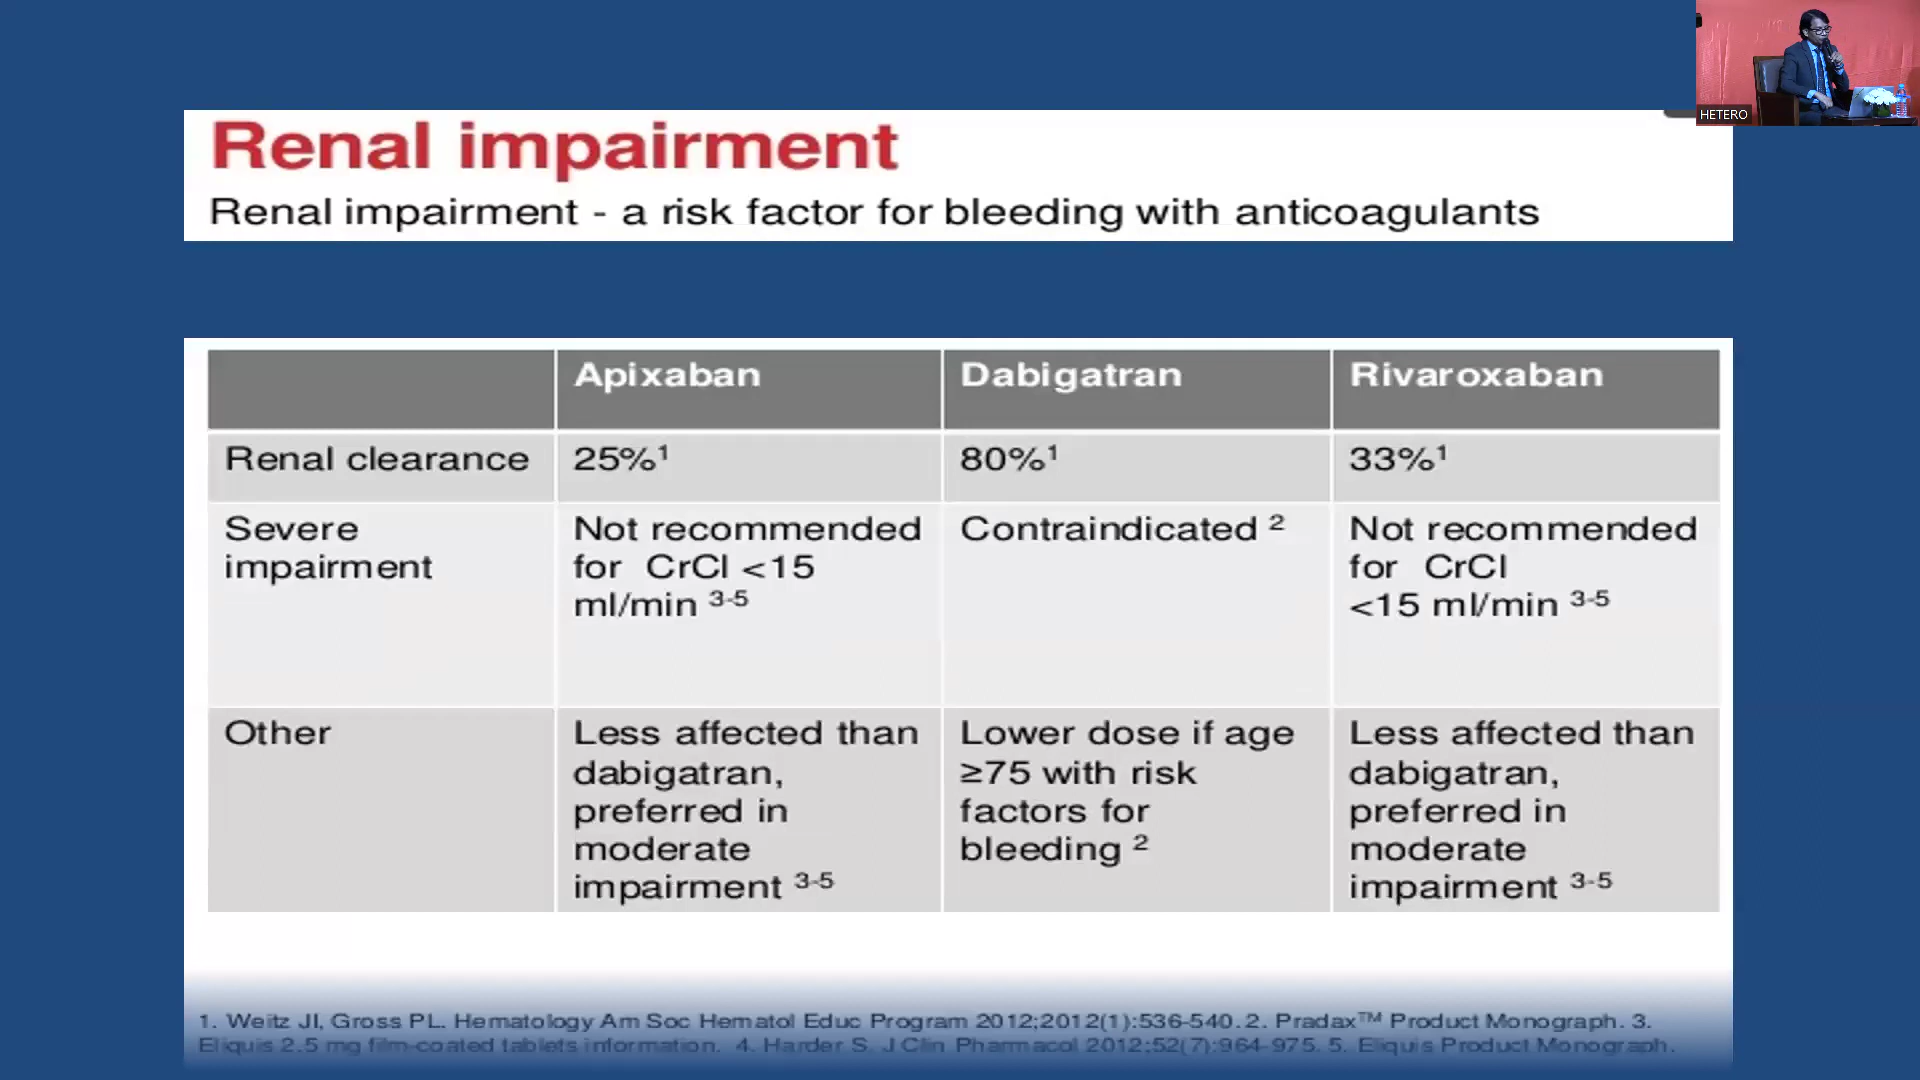 HETERO
Renal impairment
Renal impairment - a risk factor for bleeding with anticoagulants
Apixaban Dabigatran Rivaroxaban
Renal clearance 25%¹ 80%¹ 33%¹
Severe impairment
Not recommended
for CrCl <15
ml/min ³⁻⁵
Contraindicated ²
Not recommended
for CrCl
<15 ml/min ³⁻⁵
Other
Less affected than
dabigatran,
preferred in
moderate
impairment ³⁻⁵
Lower dose if age
≥75 with risk
factors for
bleeding ²
Less affected than
dabigatran,
preferred in
moderate
impairment ³⁻⁵
1. Weitz JI, Gross PL. Hematology Am Soc Hematol Educ Program 2012;2012(1):536-540. 2. Pradax™ Product Monograph. 3.
Eliquis 2.5 mg film-coated tablets information. 4. Harder S. J Clin Pharmacol 2012;52(7):964-975. 5. Eliquis Product Monograph.